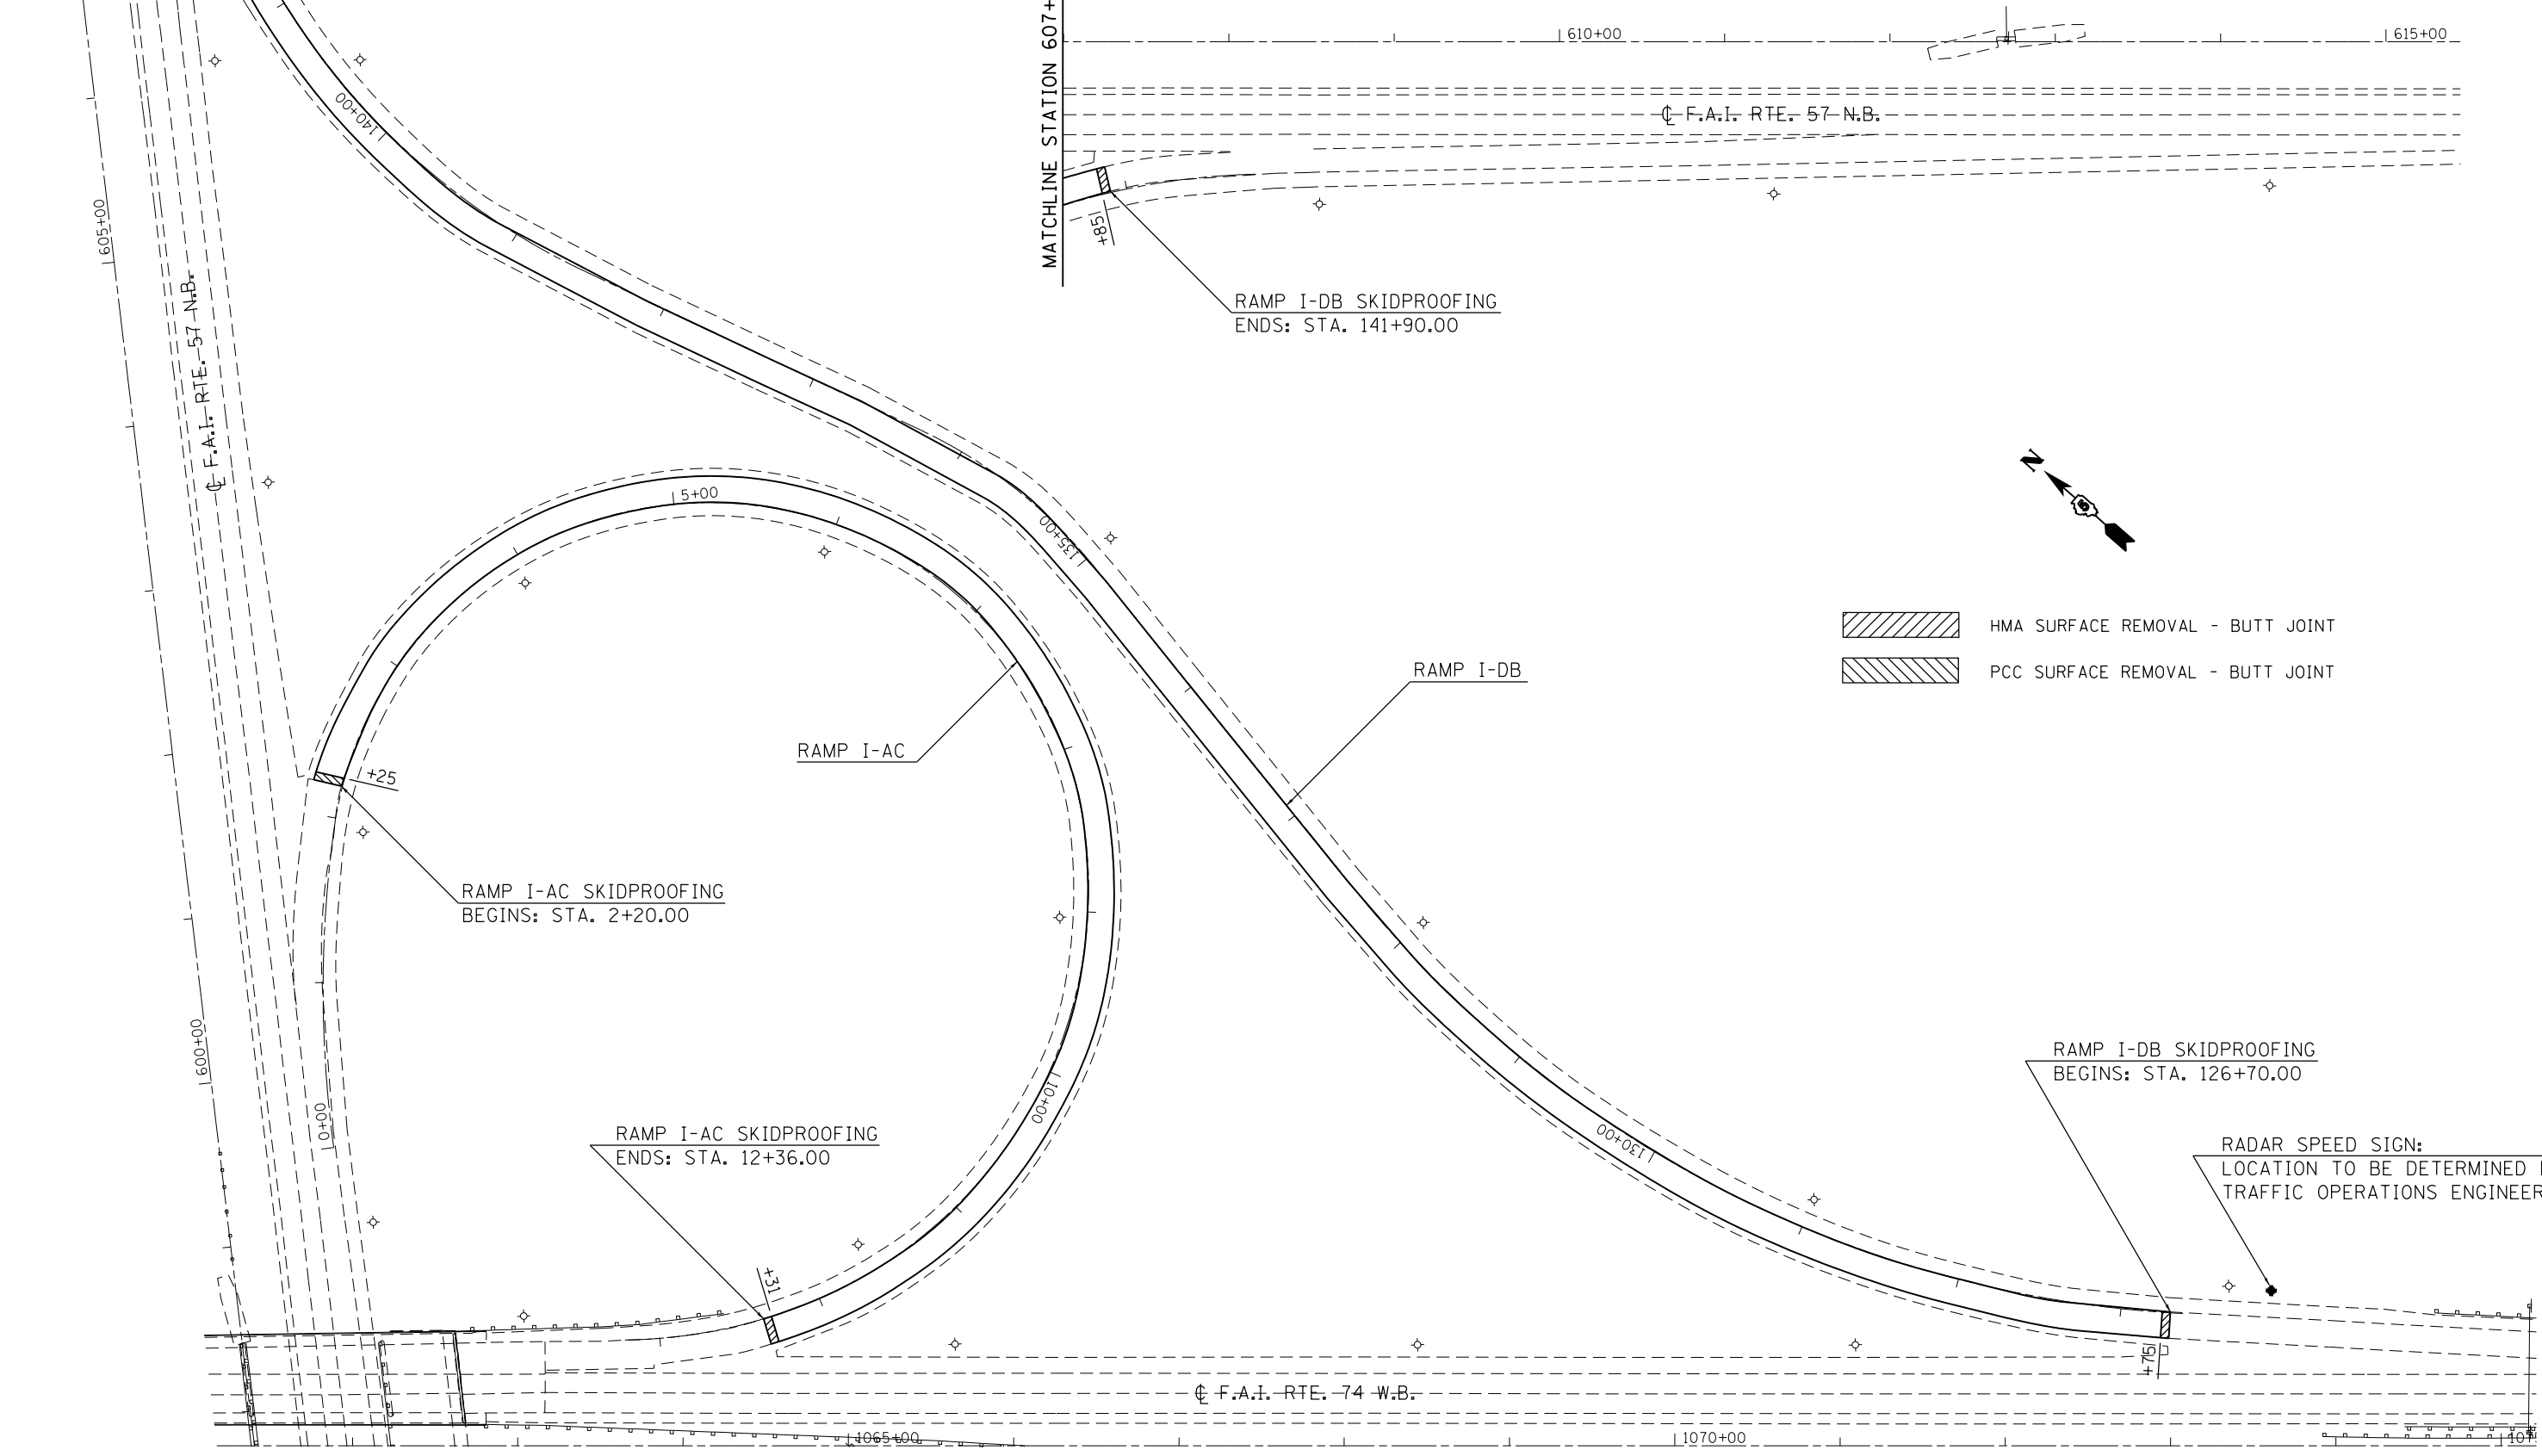 MATCHLINE STATION 607+
610+00
615+00
℄ F.A.I. RTE. 57 N.B.
140+00
+85
605+00
℄ F.A.I. RTE. 57 N.B.
RAMP I-DB SKIDPROOFING
ENDS: STA. 141+90.00
5+00
135+00
N
5
HMA SURFACE REMOVAL - BUTT JOINT
PCC SURFACE REMOVAL - BUTT JOINT
RAMP I-DB
RAMP I-AC
+25
RAMP I-AC SKIDPROOFING
BEGINS: STA. 2+20.00
600+00
0+00
10+00
RAMP I-DB SKIDPROOFING
BEGINS: STA. 126+70.00
RAMP I-AC SKIDPROOFING
ENDS: STA. 12+36.00
130+00
RADAR SPEED SIGN:
LOCATION TO BE DETERMINED
TRAFFIC OPERATIONS ENGINEER
+31
+75
℄ F.A.I. RTE. 74 W.B.
1065+00
1070+00